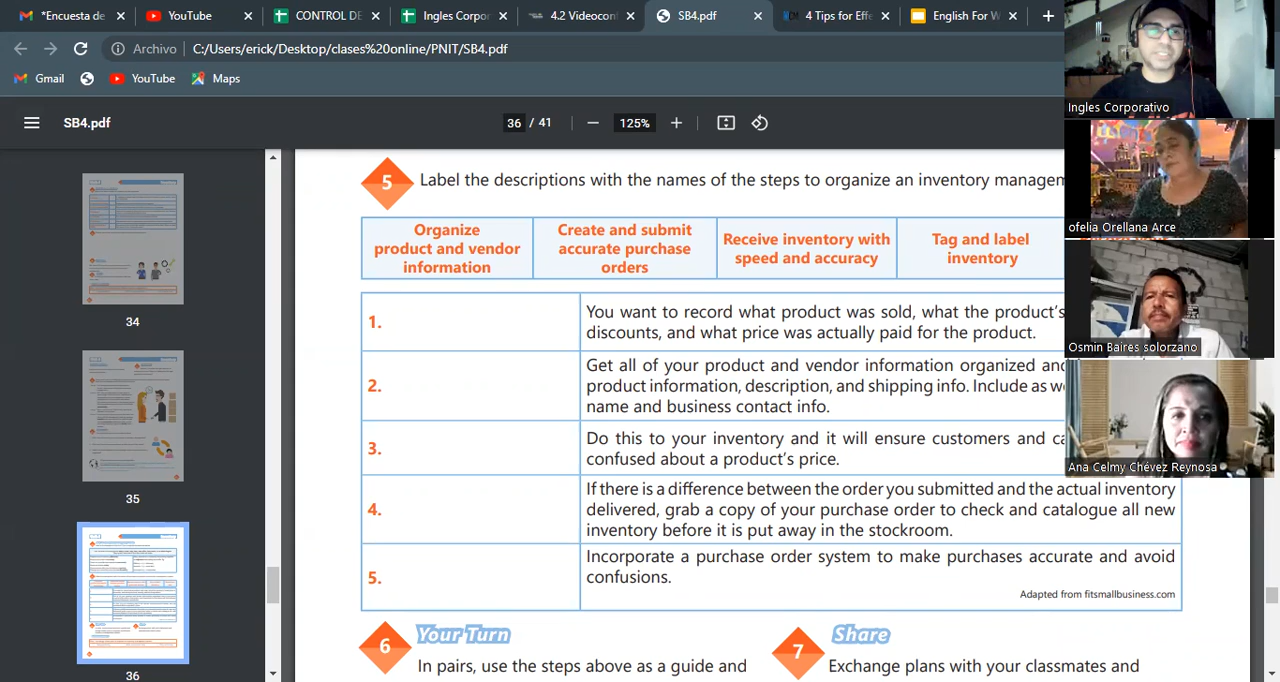 *Encuesta de
YouTube
CONTROL DE
Ingles Corpor
4.2 Videocon
SB4.pdf
4 Tips for Effe
English For W
Archivo
C:/Users/erick/Desktop/clases%20online/PNIT/SB4.pdf
Gmail
YouTube
Maps
SB4.pdf
36 / 41
125%
34
35
36
5
Label the descriptions with the names of the steps to organize an inventory managem
Organize
product and vendor
information
Create and submit
accurate purchase
orders
Receive inventory with
speed and accuracy
Tag and label
inventory
1.
You want to record what product was sold, what the product's
discounts, and what price was actually paid for the product.
2.
Get all of your product and vendor information organized and
product information, description, and shipping info. Include as we
name and business contact info.
3.
Do this to your inventory and it will ensure customers and ca
confused about a product's price.
4.
If there is a difference between the order you submitted and the actual inventory
delivered, grab a copy of your purchase order to check and catalogue all new
inventory before it is put away in the stockroom.
5.
Incorporate a purchase order system to make purchases accurate and avoid
confusions.
Adapted from fitsmallbusiness.com
6
Your Turn
In pairs, use the steps above as a guide and
7
Share
Exchange plans with your classmates and
Ingles Corporativo
ofelia Orellana Arce
Osmin Baires solorzano
Ana Celmy Chévez Reynosa